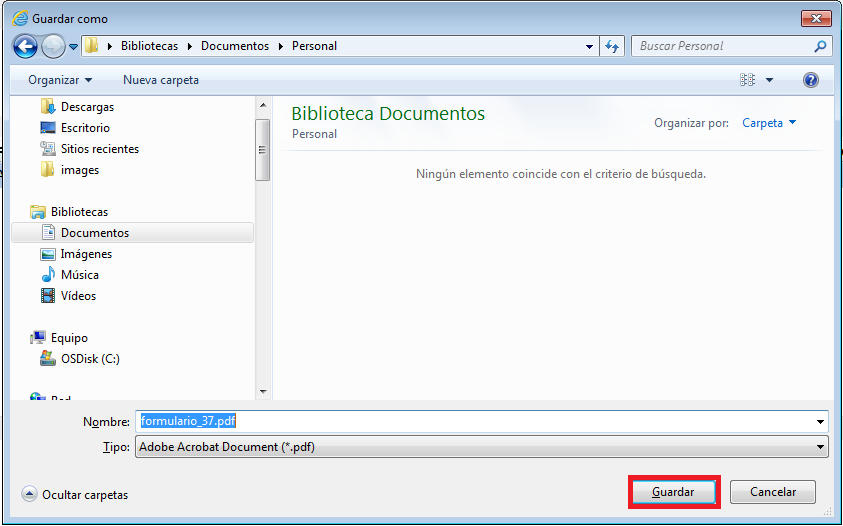 Guardar como
Bibliotecas Documentos Personal
Buscar Personal
Organizar Nueva carpeta
Descargas
Escritorio
Sitios recientes
images
Bibliotecas
Documentos
Imágenes
Música
Vídeos
Equipo
OSDisk (C:)
Biblioteca Documentos
Personal
Organizar por: Carpeta
Ningún elemento coincide con el criterio de búsqueda.
Nombre: formulario_37.pdf
Tipo: Adobe Acrobat Document (*.pdf)
Ocultar carpetas
Guardar Cancelar